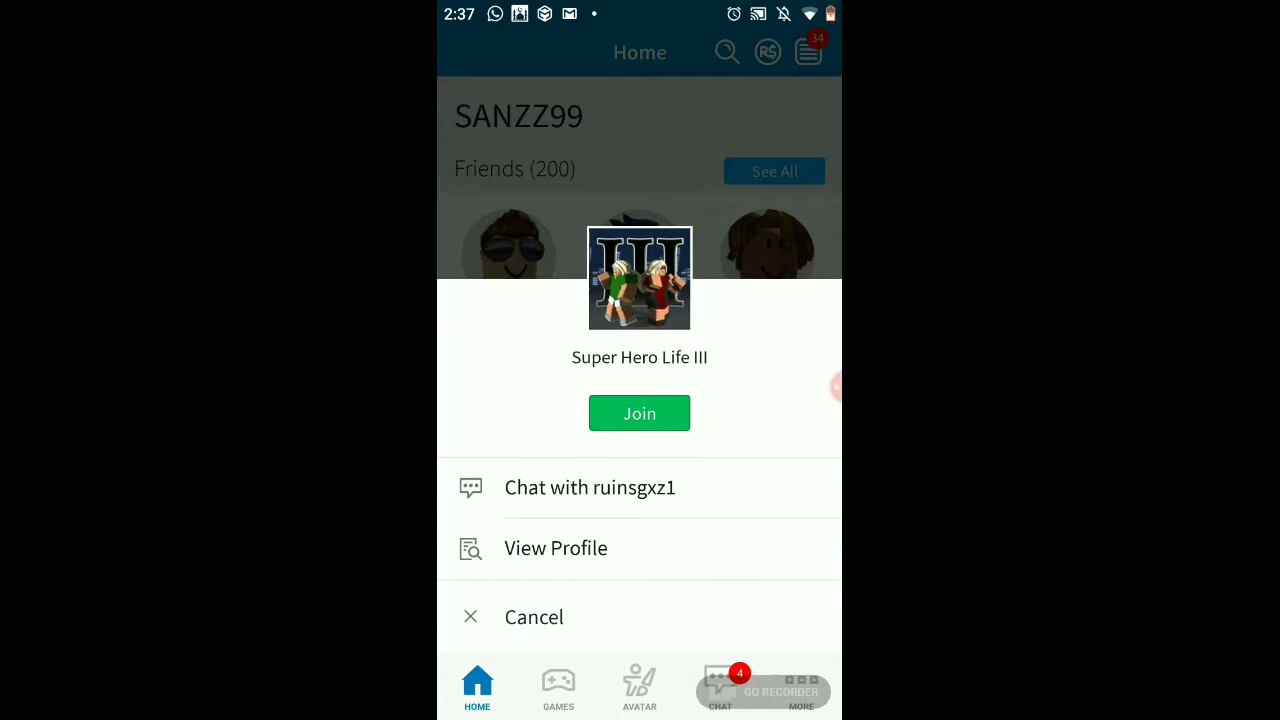 2:37
Home
R$
34
SANZZ99
Friends (200)
See All
III
Super Hero Life III
Join
Chat with ruinsgxz1
View Profile
Cancel
4
GO RECORDER
HOME
GAMES
AVATAR
CHAT
MORE